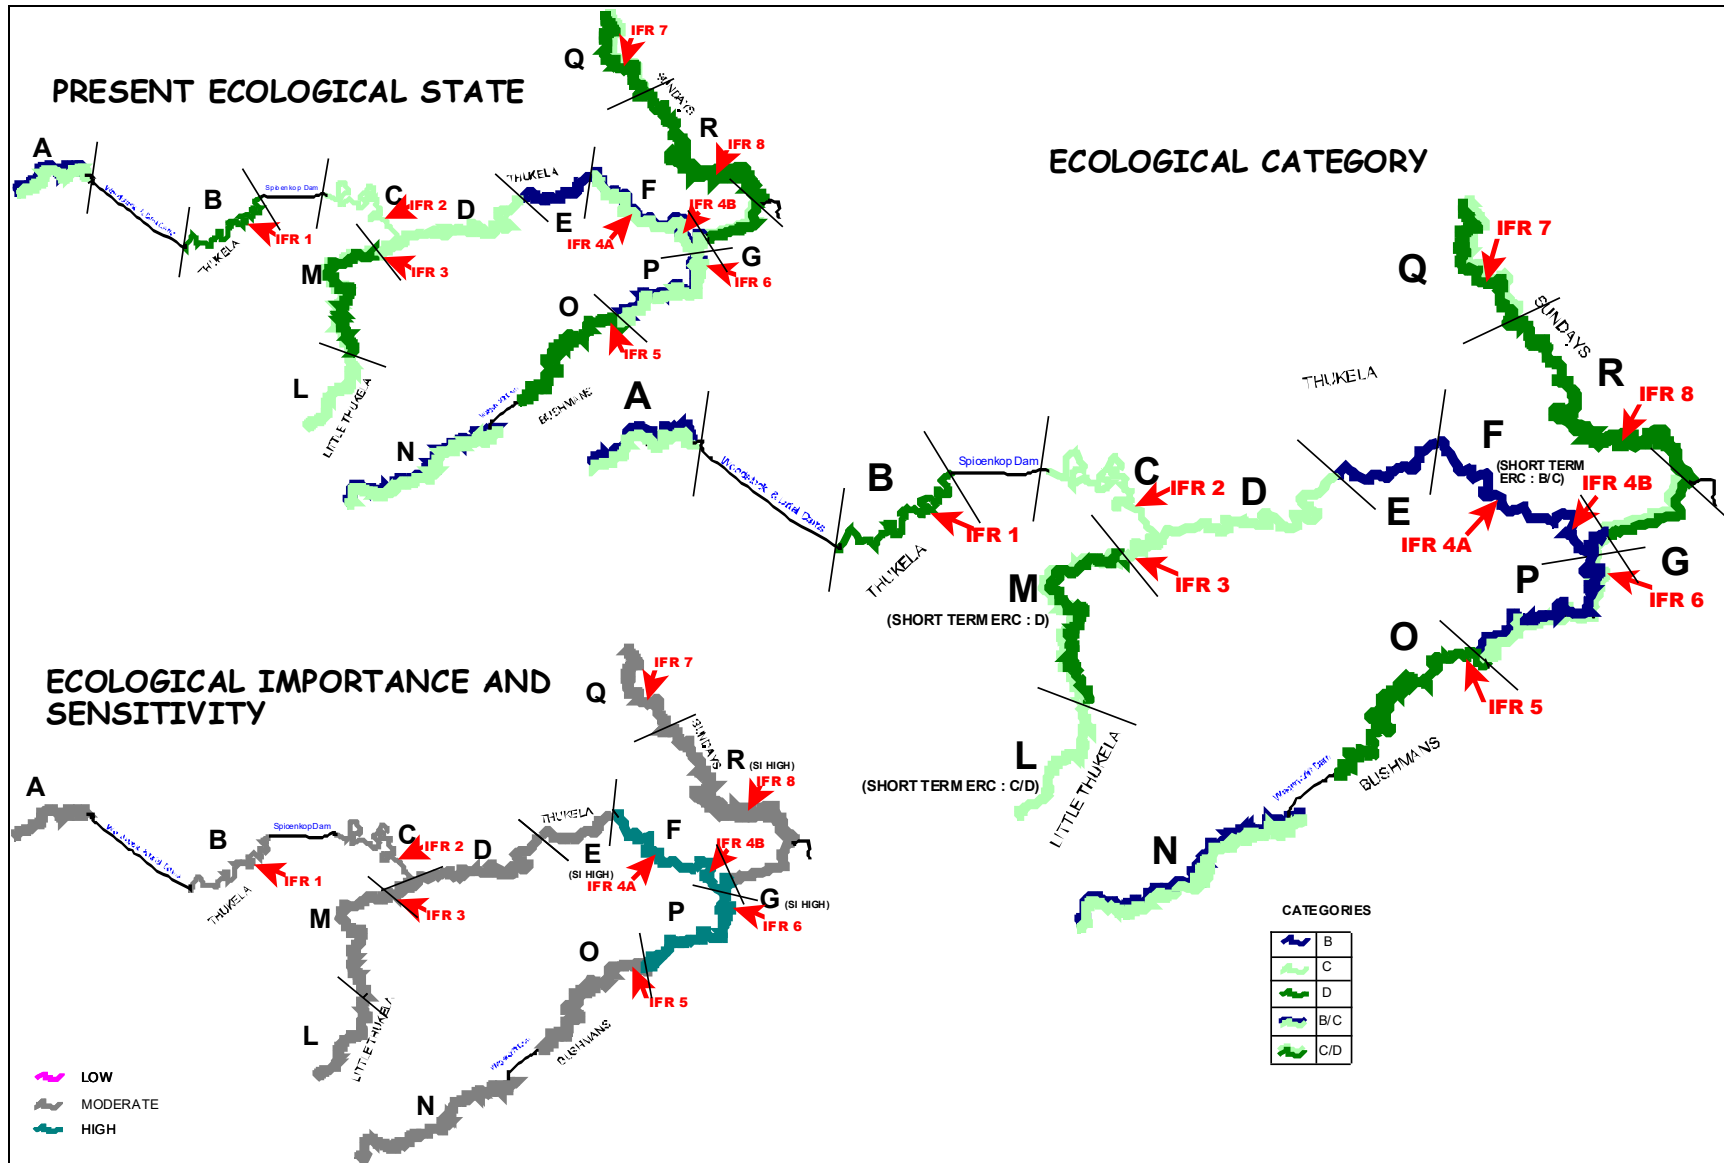 PRESENT ECOLOGICAL STATE
A
B
C
D
E
F
G
L
M
N
O
P
Q
R
IFR 1
IFR 2
IFR 3
IFR 4A
IFR 4B
IFR 5
IFR 6
IFR 7
IFR 8
Spioenkop Dam
THUKELA
THUKELA
LITTLE THUKELA
BUSHMANS
ECOLOGICAL CATEGORY
A
B
C
D
E
F
(SHORT TERM
ERC : B/C)
G
L
(SHORT TERM ERC : C/D)
M
(SHORT TERM ERC : D)
N
O
P
Q
R
IFR 1
IFR 2
IFR 3
IFR 4A
IFR 4B
IFR 5
IFR 6
IFR 7
IFR 8
Spioenkop Dam
THUKELA
THUKELA
LITTLE THUKELA
BUSHMANS
SUNDAYS
CATEGORIES
B
C
D
B/C
C/D
ECOLOGICAL IMPORTANCE AND
SENSITIVITY
A
B
C
D
E
(SI HIGH)
F
G (SI HIGH)
L
M
N
O
P
Q
R (SI HIGH)
IFR 1
IFR 2
IFR 3
IFR 4A
IFR 4B
IFR 5
IFR 6
IFR 7
IFR 8
Spioenkop Dam
THUKELA
THUKELA
LITTLE THUKELA
BUSHMANS
SUNDAYS
LOW
MODERATE
HIGH